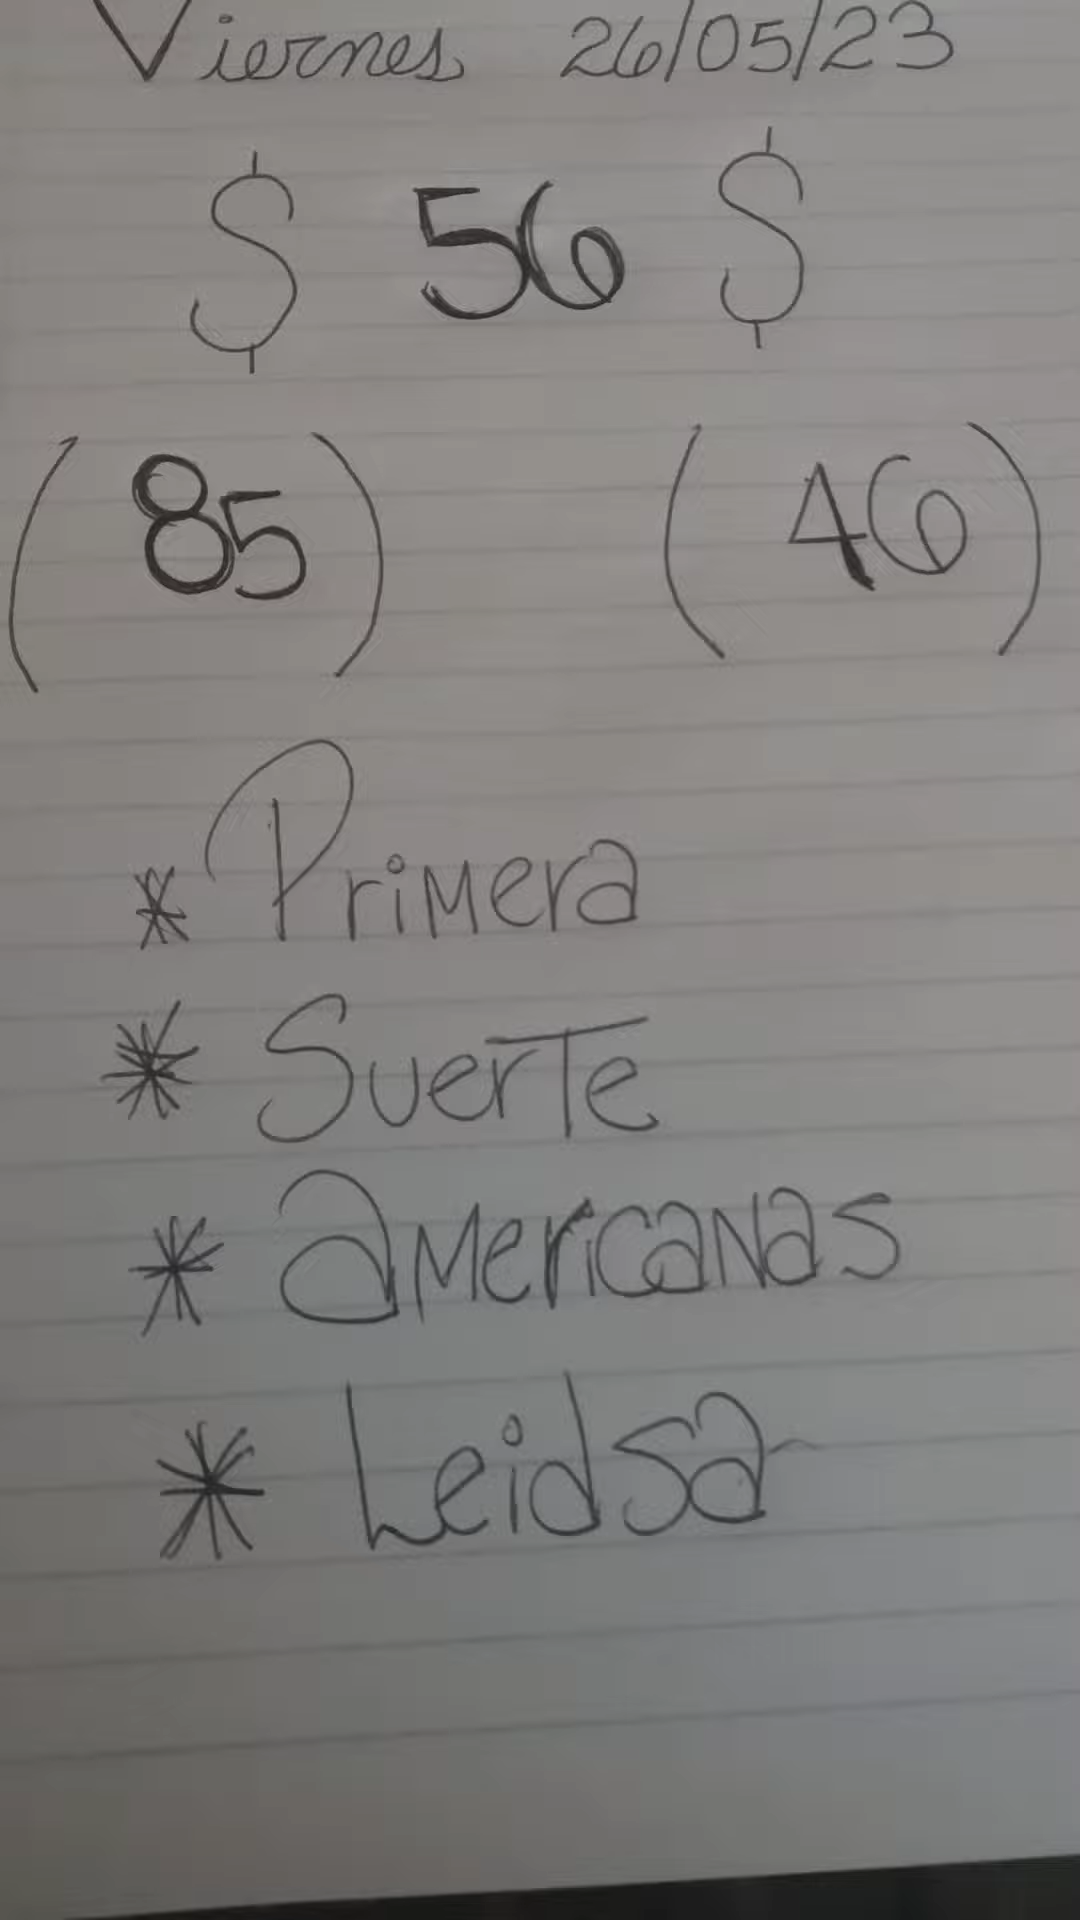 Viernes 26/05/23
$ 56 $
(85) (46)
* Primera
* Suerte
* Americanas
* Leidsa